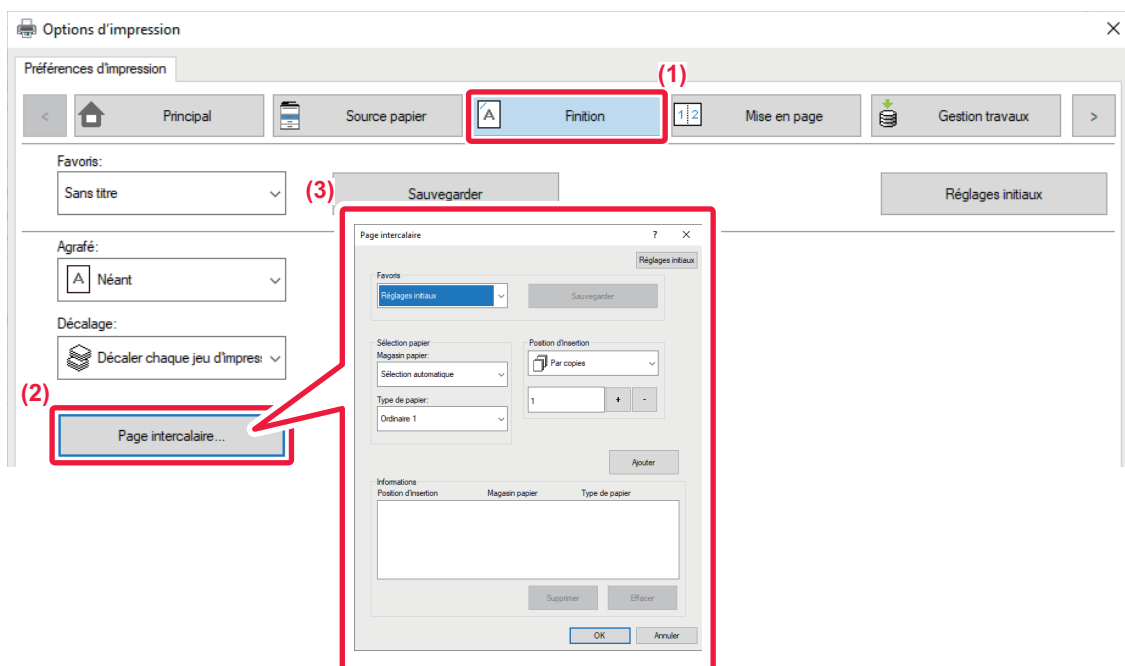 Options d'impression
Préférences d'impression
(1)
< Principal Source papier Finition Mise en page Gestion travaux >
Favoris:
Sans titre
(3)
Sauvegarder
Réglages initiaux
Agrafé:
Néant
Décalage:
Décaler chaque jeu d'impres
(2)
Page intercalaire...
Page intercalaire ?
Réglages initiaux
Favoris
Réglages initiaux
Sauvegarder
Sélection papier
Magasin papier:
Sélection automatique
Type de papier:
Ordinaire 1
Position d'insertion
Par copies
1 + -
Ajouter
Informations
Position d'insertion Magasin papier Type de papier
Supprimer Effacer
OK Annuler